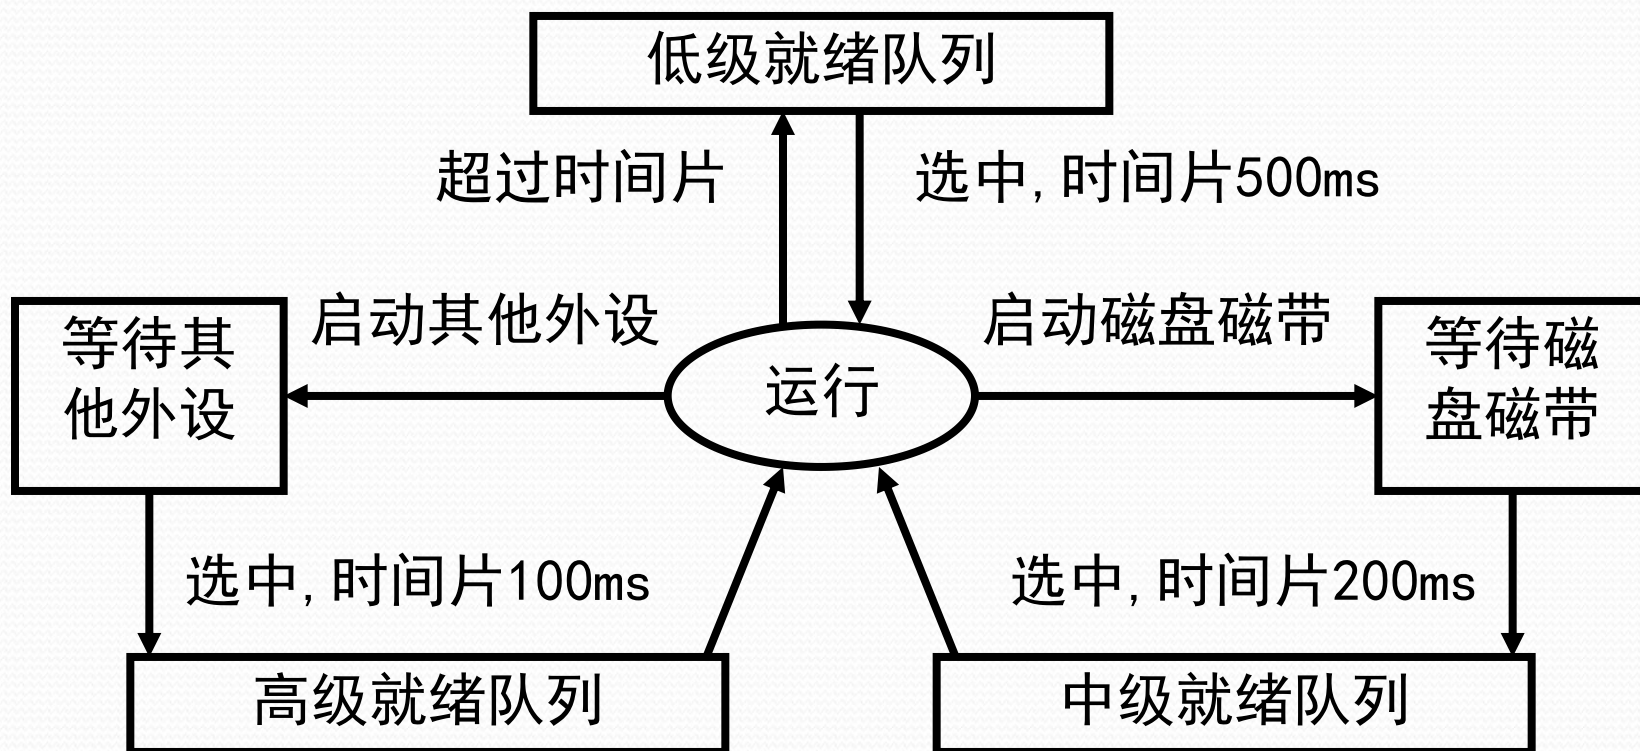 低级就绪队列
超过时间片
选中,时间片500ms
启动其他外设
启动磁盘磁带
等待其
他外设
运行
等待磁
盘磁带
选中,时间片100ms
选中,时间片200ms
高级就绪队列
中级就绪队列